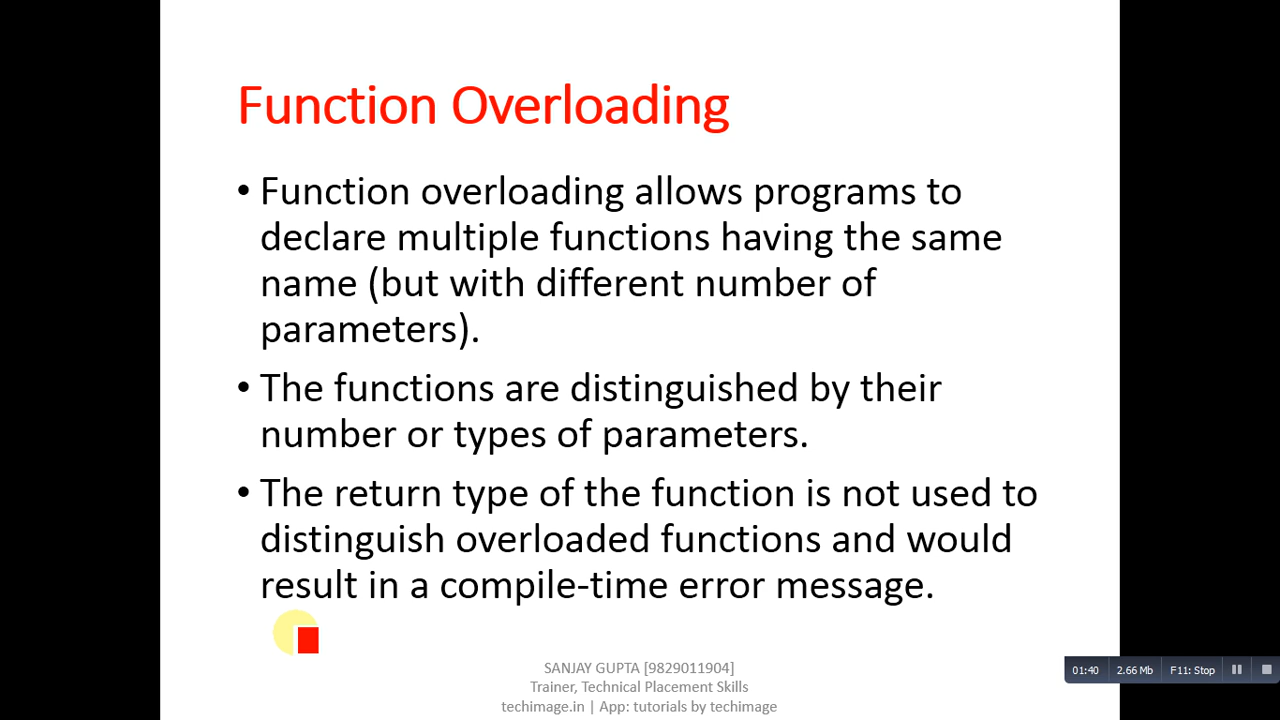 Function Overloading
• Function overloading allows programs to
declare multiple functions having the same
name (but with different number of
parameters).
• The functions are distinguished by their
number or types of parameters.
• The return type of the function is not used to
distinguish overloaded functions and would
result in a compile-time error message.
SANJAY GUPTA [9829011904]
Trainer, Technical Placement Skills
techimage.in | App: tutorials by techimage
01:40 2.66 Mb F11: Stop